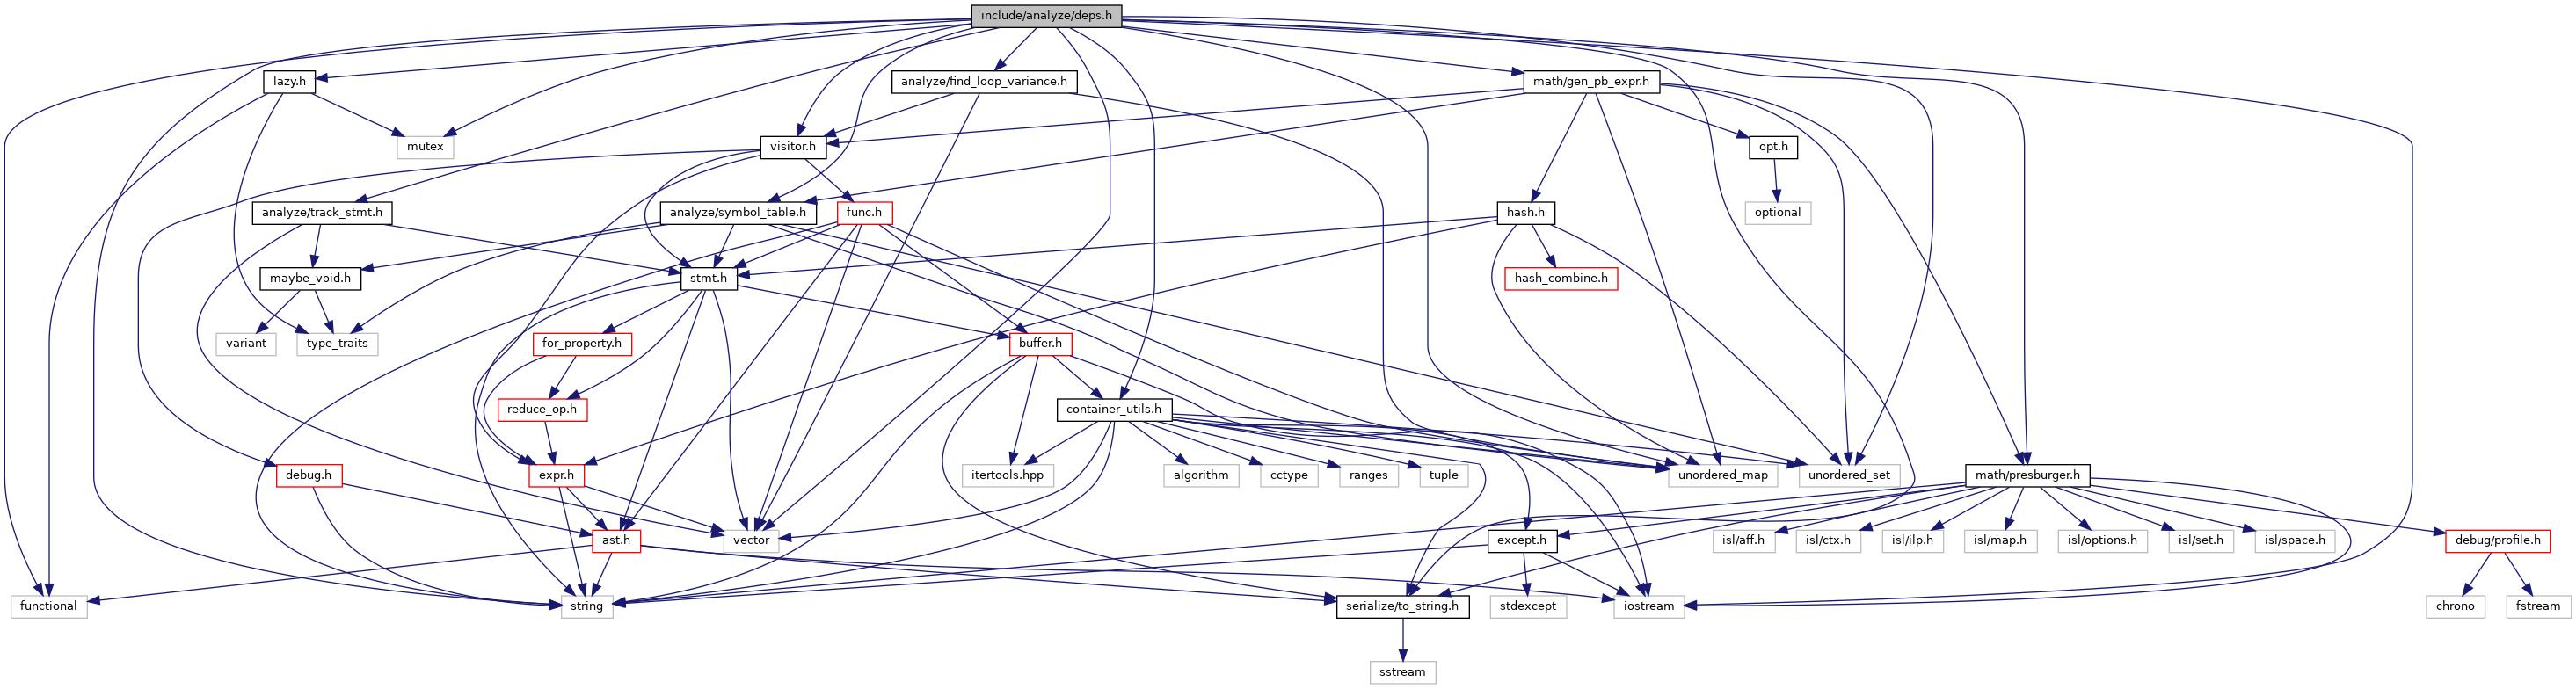 include/analyze/deps.h
lazy.h
analyze/find_loop_variance.h
math/gen_pb_expr.h
mutex
visitor.h
opt.h
analyze/track_stmt.h
analyze/symbol_table.h
func.h
hash.h
optional
maybe_void.h
stmt.h
hash_combine.h
variant
type_traits
for_property.h
buffer.h
reduce_op.h
container_utils.h
debug.h
expr.h
itertools.hpp
algorithm
cctype
ranges
tuple
unordered_map
unordered_set
math/presburger.h
ast.h
vector
except.h
isl/aff.h
isl/ctx.h
isl/ilp.h
isl/map.h
isl/options.h
isl/set.h
isl/space.h
debug/profile.h
functional
string
serialize/to_string.h
stdexcept
iostream
chrono
fstream
sstream